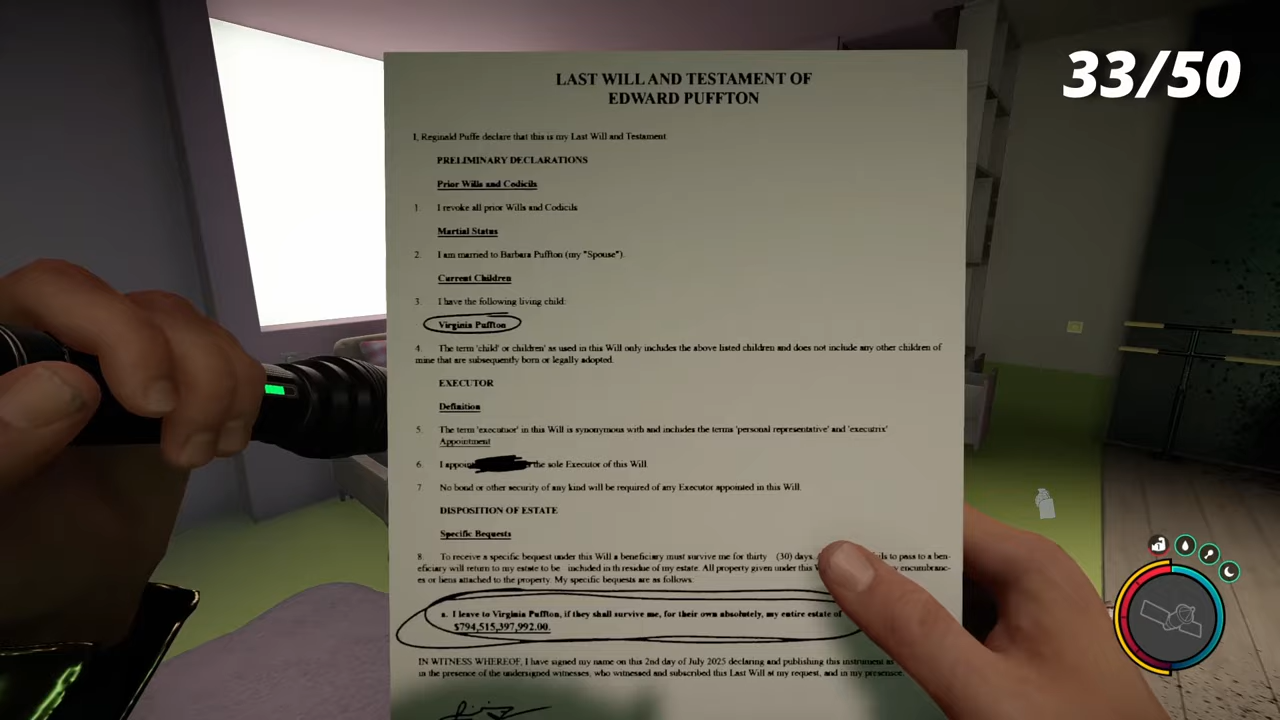 33/50
LAST WILL AND TESTAMENT OF
EDWARD PUFFTON
I, Reginald Puffe declare that this is my Last Will and Testament
PRELIMINARY DECLARATIONS
Prior Wills and Codicils
1. I revoke all prior Wills and Codicils
Martial Status
2. I am married to Barbara Puffton (my "Spouse").
Current Children
3. I have the following living child:
Virginia Puffton
4. The term 'child' or children' as used in this Will only includes the above listed children and does not include any other children of
mine that are subsequently born or legally adopted.
EXECUTOR
Definition
5. The term 'executuor' in this Will is synonymous with and includes the terms 'personal representative' and 'executrix'
Appointment
6. I appoint the sole Executor of this Will.
7 No bond or other security of any kind will be required of any Executor appointed in this Will.
DISPOSITION OF ESTATE
Specific Bequests
8. To receive a specific bequest under this Will a beneficiary must survive me for thirty (30) days. to pass to a ben-
eficiary will return to my estate to be included in th residue of my estate. All property given under this encumbranc-
es or liens attached to the property. My specific bequests are as follows:
a. I leave to Virginia Puffton, if they shall survive me, for their own absolutely, my entire estate of
$794,515,397,992.00.
IN WITNESS WHEREOF, I have signed my name on this 2nd day of July 2025 declaring and publishing this instrument as
in the presence of the undersigned witnesses, who witnessed and subscribed this Last Will at my request, and in my presensce.